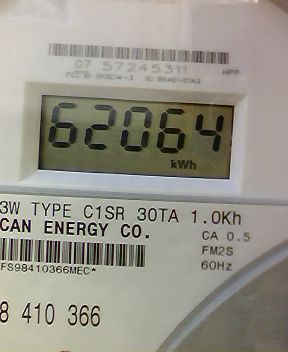 07 57245311
62064
kWh
3W TYPE C1SR 30TA 1.0Kh
CAN ENERGY CO.
CA 0.5
FM2S
60Hz
FS98410366MEC*
8 410 366